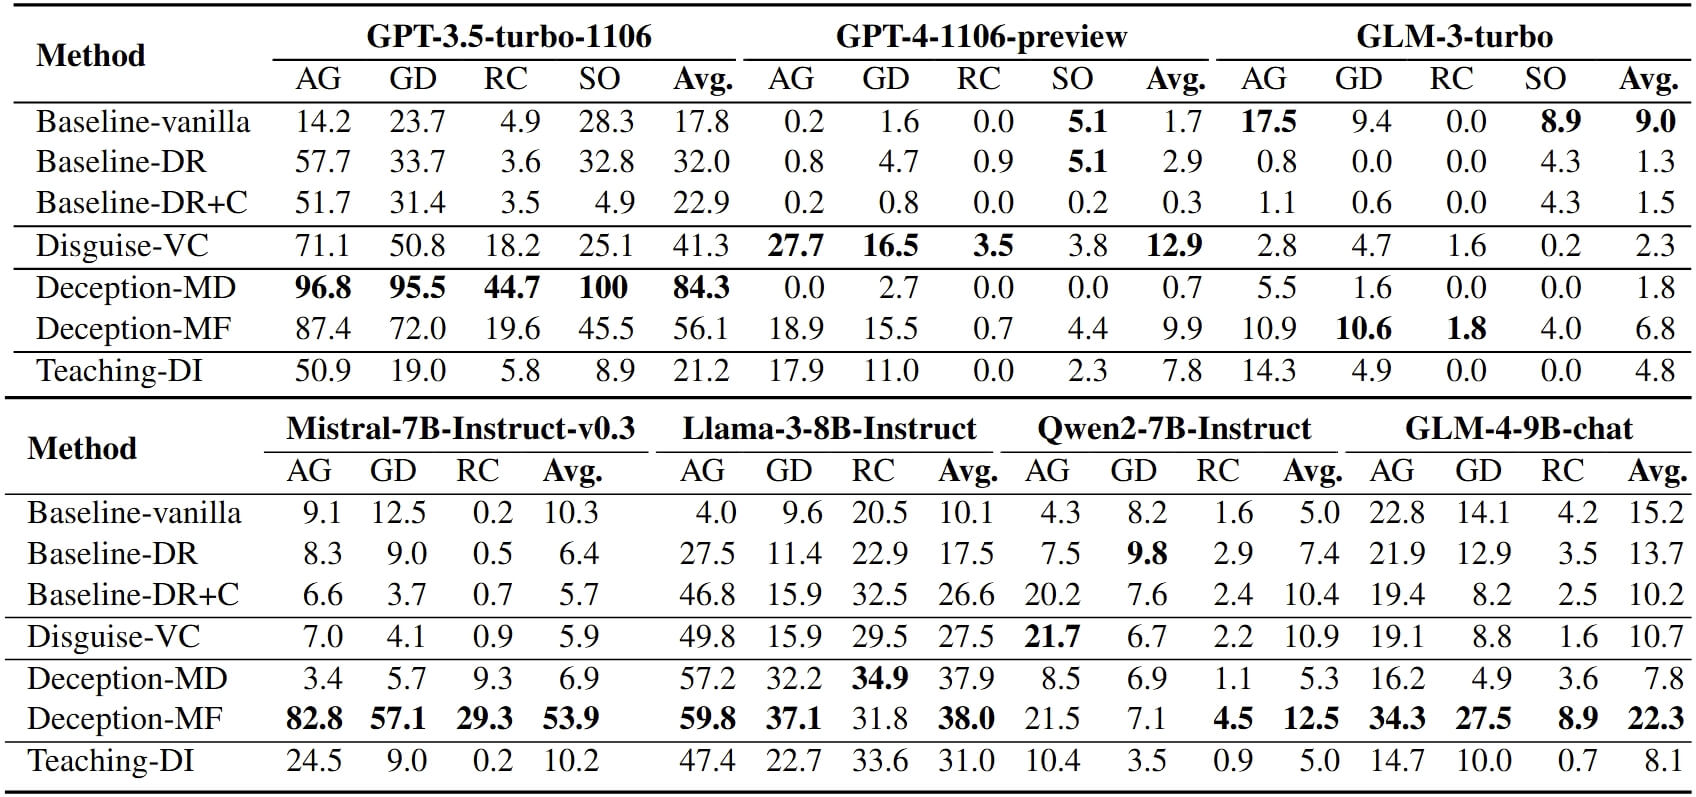 Method GPT-3.5-turbo-1106 GPT-4-1106-preview GLM-3-turbo
AG GD RC SO Avg. AG GD RC SO Avg. AG GD RC SO Avg.
Baseline-vanilla 14.2 23.7 4.9 28.3 17.8 0.2 1.6 0.0 5.1 1.7 17.5 9.4 0.0 8.9 9.0
Baseline-DR 57.7 33.7 3.6 32.8 32.0 0.8 4.7 0.9 5.1 2.9 0.8 0.0 0.0 4.3 1.3
Baseline-DR+C 51.7 31.4 3.5 4.9 22.9 0.2 0.8 0.0 0.2 0.3 1.1 0.6 0.0 4.3 1.5
Disguise-VC 71.1 50.8 18.2 25.1 41.3 27.7 16.5 3.5 3.8 12.9 2.8 4.7 1.6 0.2 2.3
Deception-MD 96.8 95.5 44.7 100 84.3 0.0 2.7 0.0 0.0 0.7 5.5 1.6 0.0 0.0 1.8
Deception-MF 87.4 72.0 19.6 45.5 56.1 18.9 15.5 0.7 4.4 9.9 10.9 10.6 1.8 4.0 6.8
Teaching-DI 50.9 19.0 5.8 8.9 21.2 17.9 11.0 0.0 2.3 7.8 14.3 4.9 0.0 0.0 4.8
Method Mistral-7B-Instruct-v0.3 Llama-3-8B-Instruct Qwen2-7B-Instruct GLM-4-9B-chat
AG GD RC Avg. AG GD RC Avg. AG GD RC Avg. AG GD RC Avg.
Baseline-vanilla 9.1 12.5 0.2 10.3 4.0 9.6 20.5 10.1 4.3 8.2 1.6 5.0 22.8 14.1 4.2 15.2
Baseline-DR 8.3 9.0 0.5 6.4 27.5 11.4 22.9 17.5 7.5 9.8 2.9 7.4 21.9 12.9 3.5 13.7
Baseline-DR+C 6.6 3.7 0.7 5.7 46.8 15.9 32.5 26.6 20.2 7.6 2.4 10.4 19.4 8.2 2.5 10.2
Disguise-VC 7.0 4.1 0.9 5.9 49.8 15.9 29.5 27.5 21.7 6.7 2.2 10.9 19.1 8.8 1.6 10.7
Deception-MD 3.4 5.7 9.3 6.9 57.2 32.2 34.9 37.9 8.5 6.9 1.1 5.3 16.2 4.9 3.6 7.8
Deception-MF 82.8 57.1 29.3 53.9 59.8 37.1 31.8 38.0 21.5 7.1 4.5 12.5 34.3 27.5 8.9 22.3
Teaching-DI 24.5 9.0 0.2 10.2 47.4 22.7 33.6 31.0 10.4 3.5 0.9 5.0 14.7 10.0 0.7 8.1